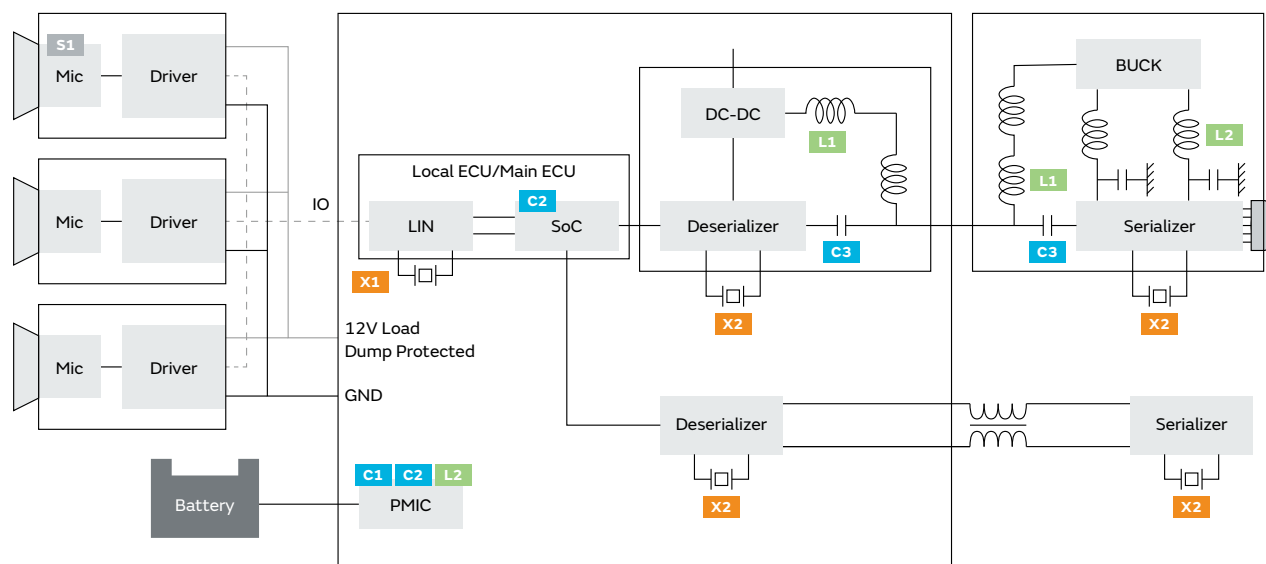 S1
Mic
Driver
Mic
Driver
Mic
Driver
IO
12V Load
Dump Protected
GND
Battery
Local ECU/Main ECU
LIN
C2
SoC
X1
C1
C2
L2
PMIC
DC-DC
L1
Deserializer
C3
X2
Deserializer
X2
BUCK
L2
L1
C3
Serializer
X2
Serializer
X2